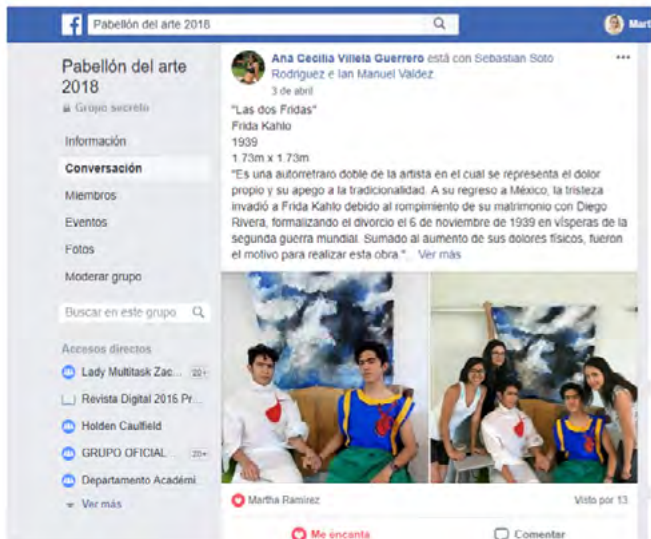 Pabellón del arte 2018
Mart
Pabellón del arte
2018
Grupo secreto
Información
Conversación
Miembros
Eventos
Fotos
Moderar grupo
Buscar en este grupo
Accesos directos
Lady Multitask Zac... 20+
Revista Digital 2016 Pr...
Holden Caulfield
GRUPO OFICIAL... 20+
Departamento Académi...
Ver más
Ana Cecilia Villela Guerrero está con Sebastian Soto
Rodriguez e Ian Manuel Valdez.
3 de abril
"Las dos Fridas"
Frida Kahlo
1939
1.73m x 1.73m
"Es una autorretraro doble de la artista en el cual se representa el dolor
propio y su apego a la tradicionalidad. A su regreso a México, la tristeza
invadió a Frida Kahlo debido al rompimiento de su matrimonio con Diego
Rivera, formalizando el divorcio el 6 de noviembre de 1939 en vísperas de la
segunda guerra mundial. Sumado al aumento de sus dolores físicos, fueron
el motivo para realizar esta obra."... Ver más
Martha Ramirez
Visto por 13
Me encanta
Comentar